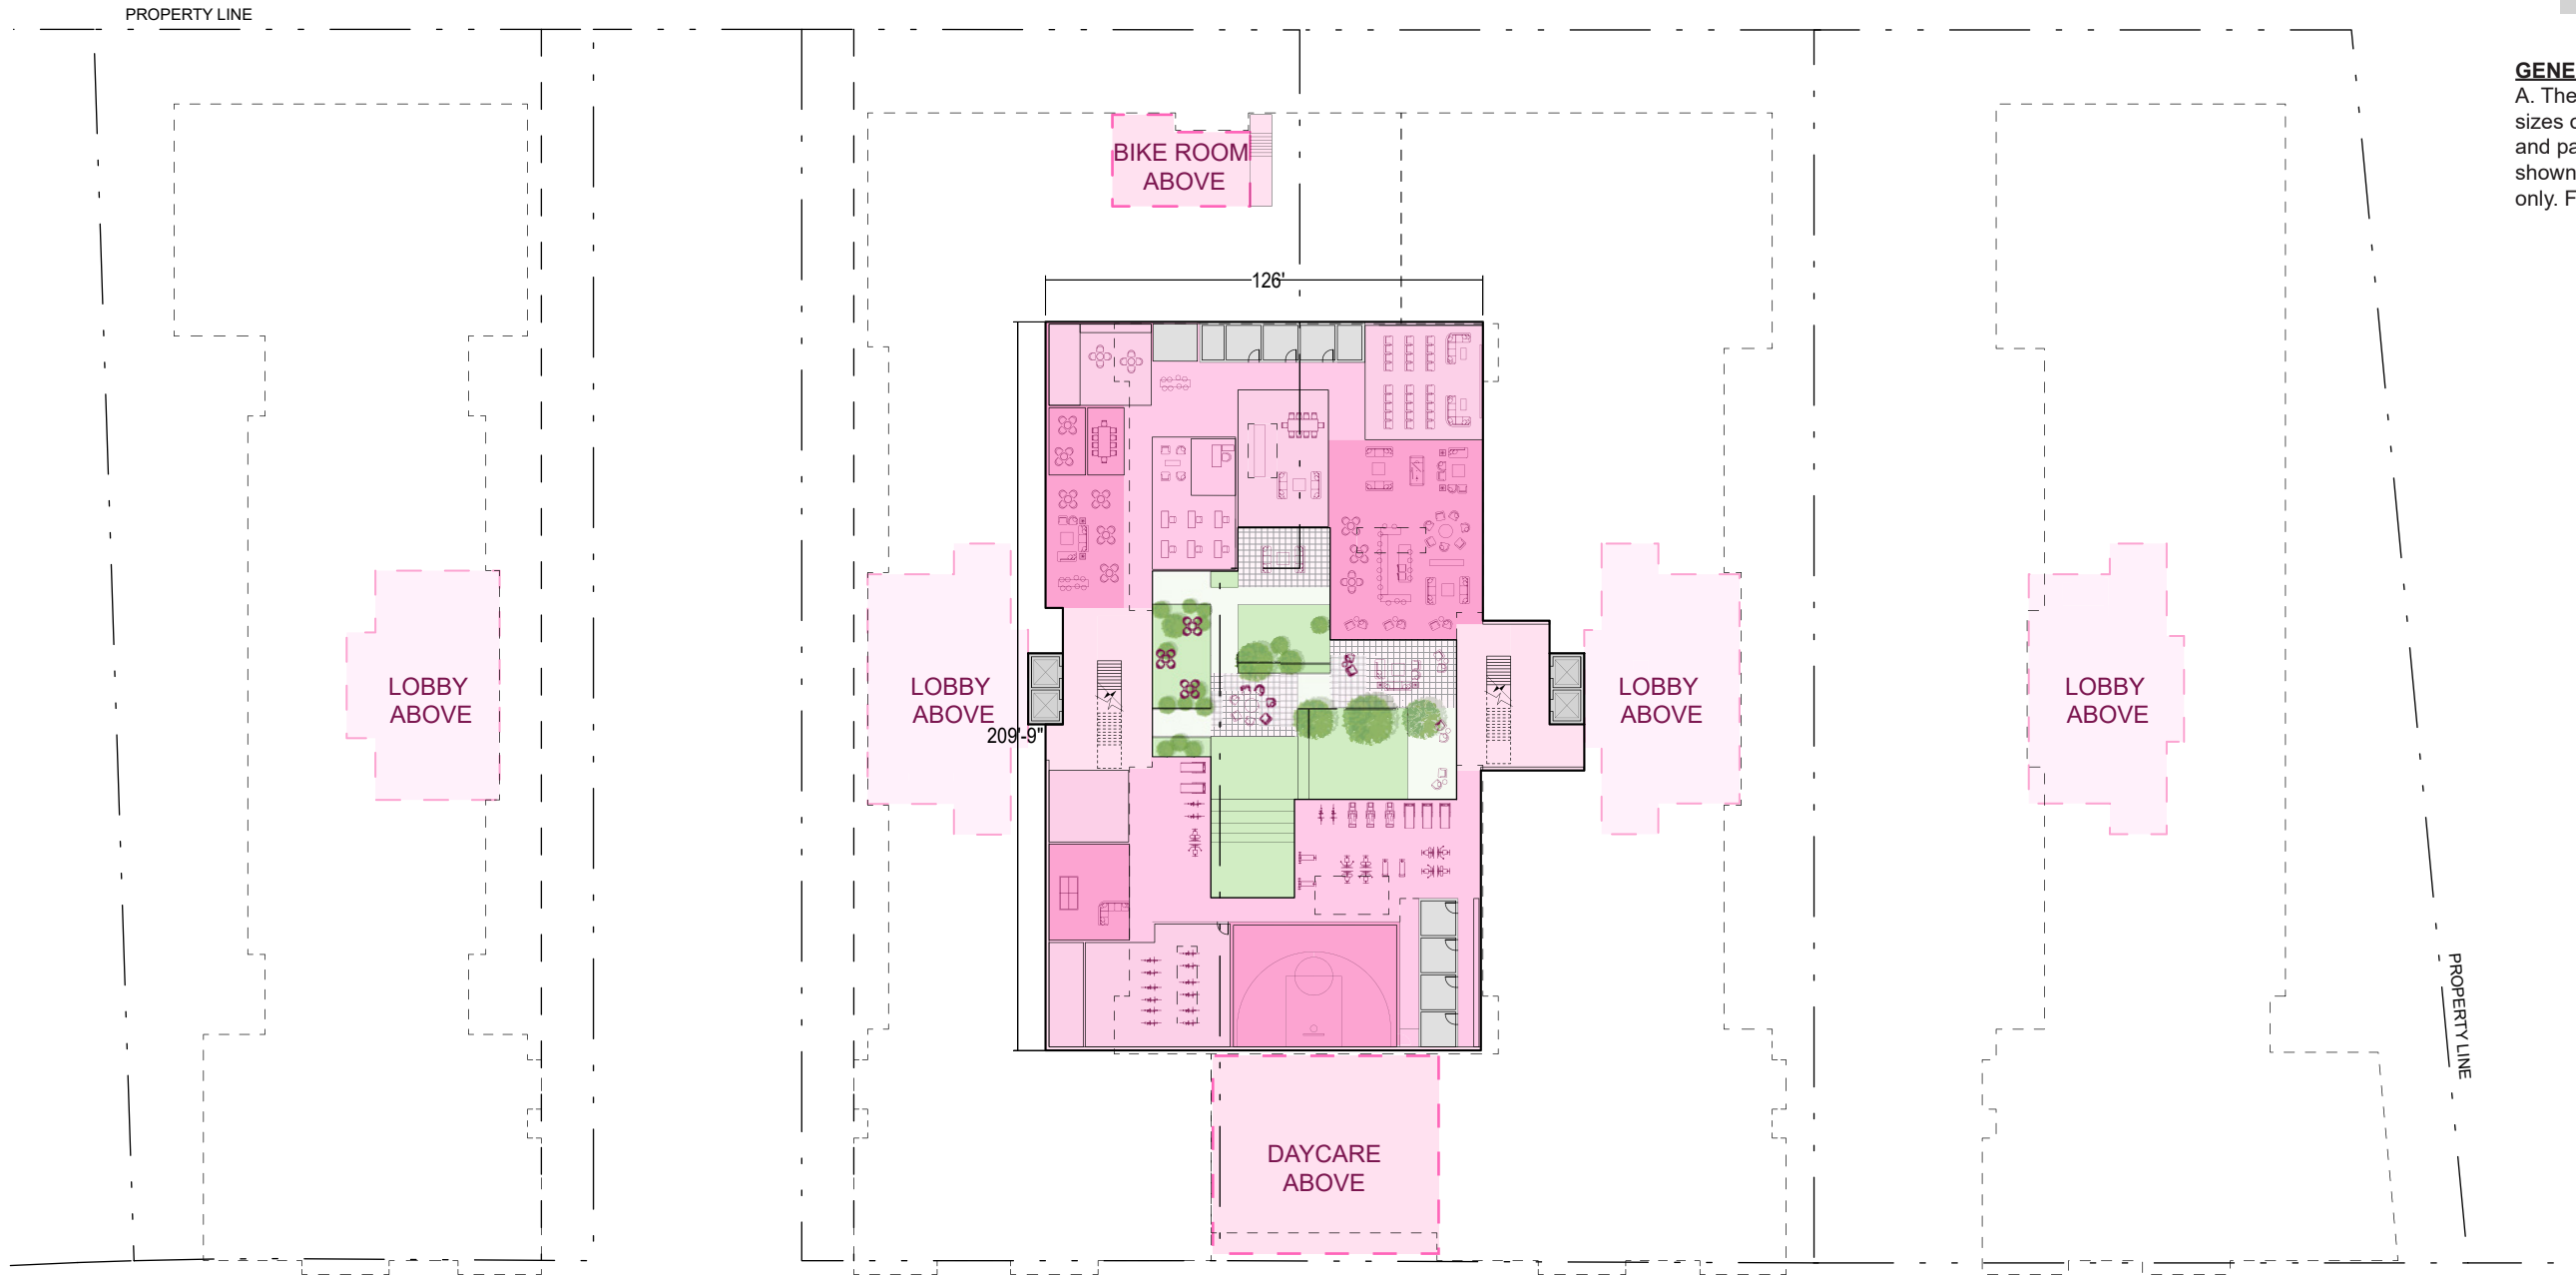 PROPERTY LINE
GENE
A. The
sizes o
and pa
shown
only. F
BIKE ROOM
ABOVE
126'
LOBBY
ABOVE
LOBBY
ABOVE
209'-9"
LOBBY
ABOVE
LOBBY
ABOVE
PROPERTY LINE
DAYCARE
ABOVE